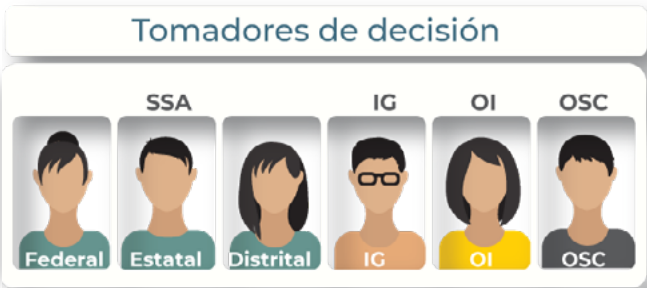 Tomadores de decisión
SSA IG OI OSC
Federal Estatal Distrital IG OI OSC